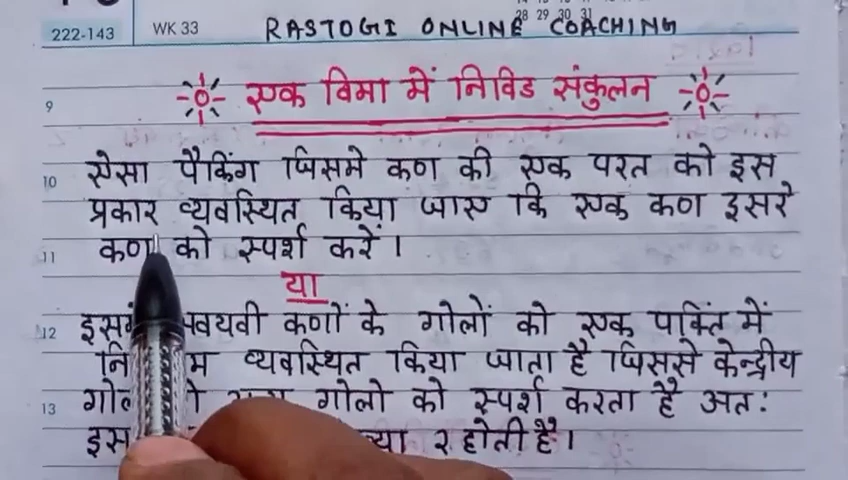 222-143 WK 33 RASTOGI ONLINE COACHING
28 29 30 31
एक विमा में निविड संकुलन
9
10 ऐसा पैकिंग जिसमे कण की एक परत को इस
प्रकार व्यवस्थित किया जाए कि एक कण दूसरे
11 कण को स्पर्श करें।
या
12 अवयवी कणों के गोलों को एक पंक्ति में
व्यवस्थित किया जाता है जिससे केन्द्रीय
13 गोलो को स्पर्श करता है अत:
होती है।